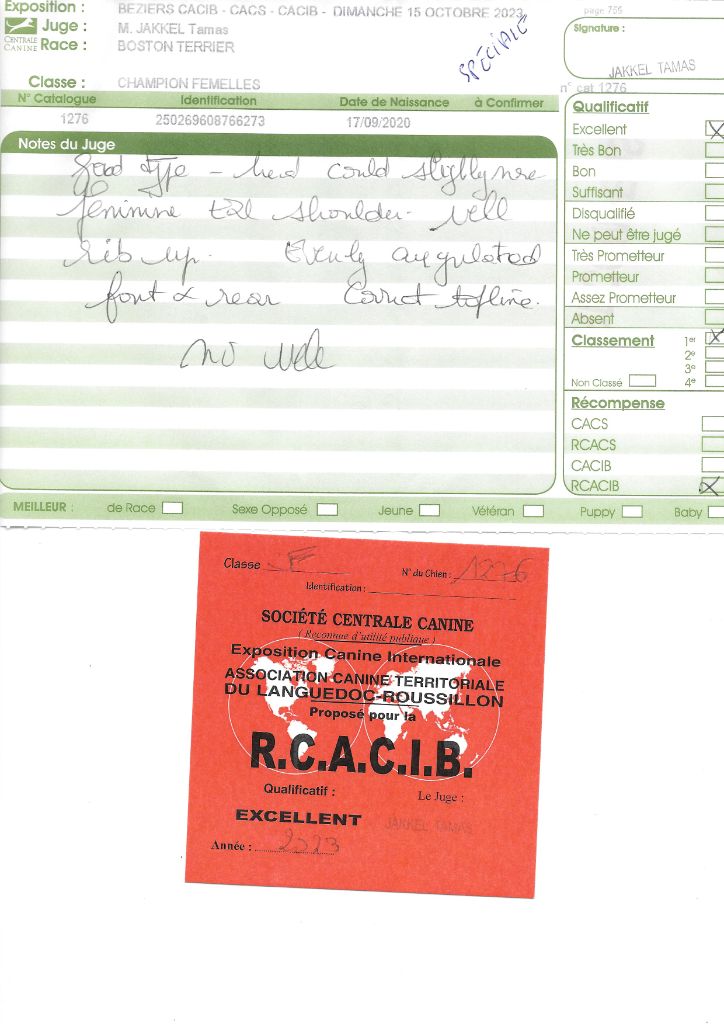 Exposition : BEZIERS CACIB - CACS - CACIB - DIMANCHE 15 OCTOBRE 2023
page 755
CENTRALE CANINE
Juge : M. JAKKEL Tamas
Race : BOSTON TERRIER
SPÉCIALE
Signature :
JAKKEL TAMAS
Classe : CHAMPION FEMELLES
n° cat 1276
N° Catalogue Identification Date de Naissance à Confirmer
1276 250269608766273 17/09/2020
Notes du Juge
good type - head could slightly more
feminine shoulder. well
rib up. Evenly angulated
font & rear Correct topline.
Qualificatif
Excellent X
Très Bon
Bon
Suffisant
Disqualifié
Ne peut être jugé
Très Prometteur
Prometteur
Assez Prometteur
Absent
Classement 1er X
2e
3e
Non Classé 4e
Récompense
CACS
RCACS
CACIB
RCACIB X
MEILLEUR : de Race Sexe Opposé Jeune Vétéran Puppy Baby
Classe F N° du Chien : 1276
Identification :
SOCIÉTÉ CENTRALE CANINE
( Reconnue d'utilité publique )
Exposition Canine Internationale
ASSOCIATION CANINE TERRITORIALE
DU LANGUEDOC-ROUSSILLON
Proposé pour la
R.C.A.C.I.B.
Qualificatif : Le Juge :
EXCELLENT JAKKEL TAMAS
Année : 2023